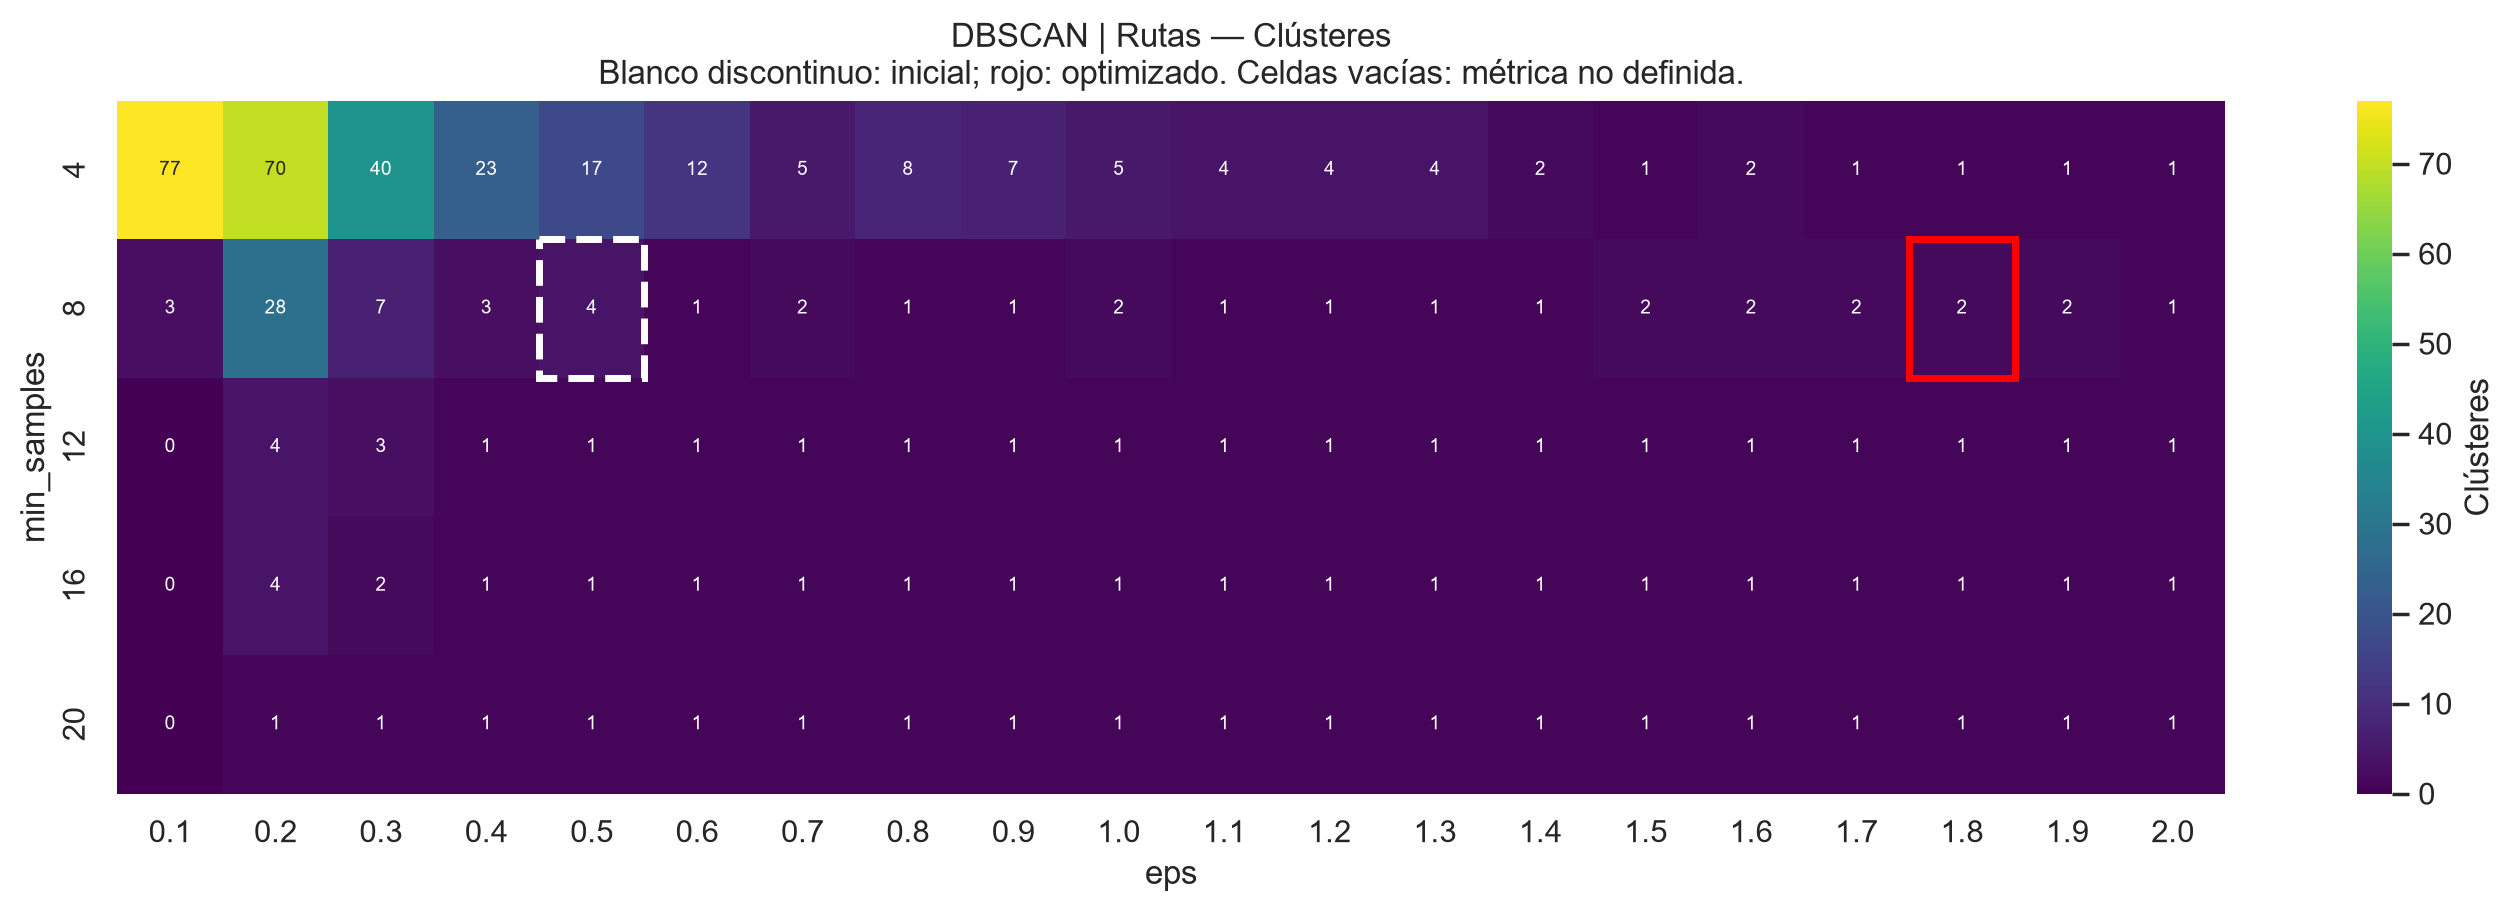 DBSCAN | Rutas — Clústeres
Blanco discontinuo: inicial; rojo: optimizado. Celdas vacías: métrica no definida.
min_samples
4 77 70 40 23 17 12 5 8 7 5 4 4 4 2 1 2 1 1 1 1
8 3 28 7 3 4 1 2 1 1 2 1 1 1 1 2 2 2 2 2 1
12 0 4 3 1 1 1 1 1 1 1 1 1 1 1 1 1 1 1 1 1
16 0 4 2 1 1 1 1 1 1 1 1 1 1 1 1 1 1 1 1 1
20 0 1 1 1 1 1 1 1 1 1 1 1 1 1 1 1 1 1 1 1
0.1 0.2 0.3 0.4 0.5 0.6 0.7 0.8 0.9 1.0 1.1 1.2 1.3 1.4 1.5 1.6 1.7 1.8 1.9 2.0
eps
70
60
50
40
30
20
10
0
Clústeres